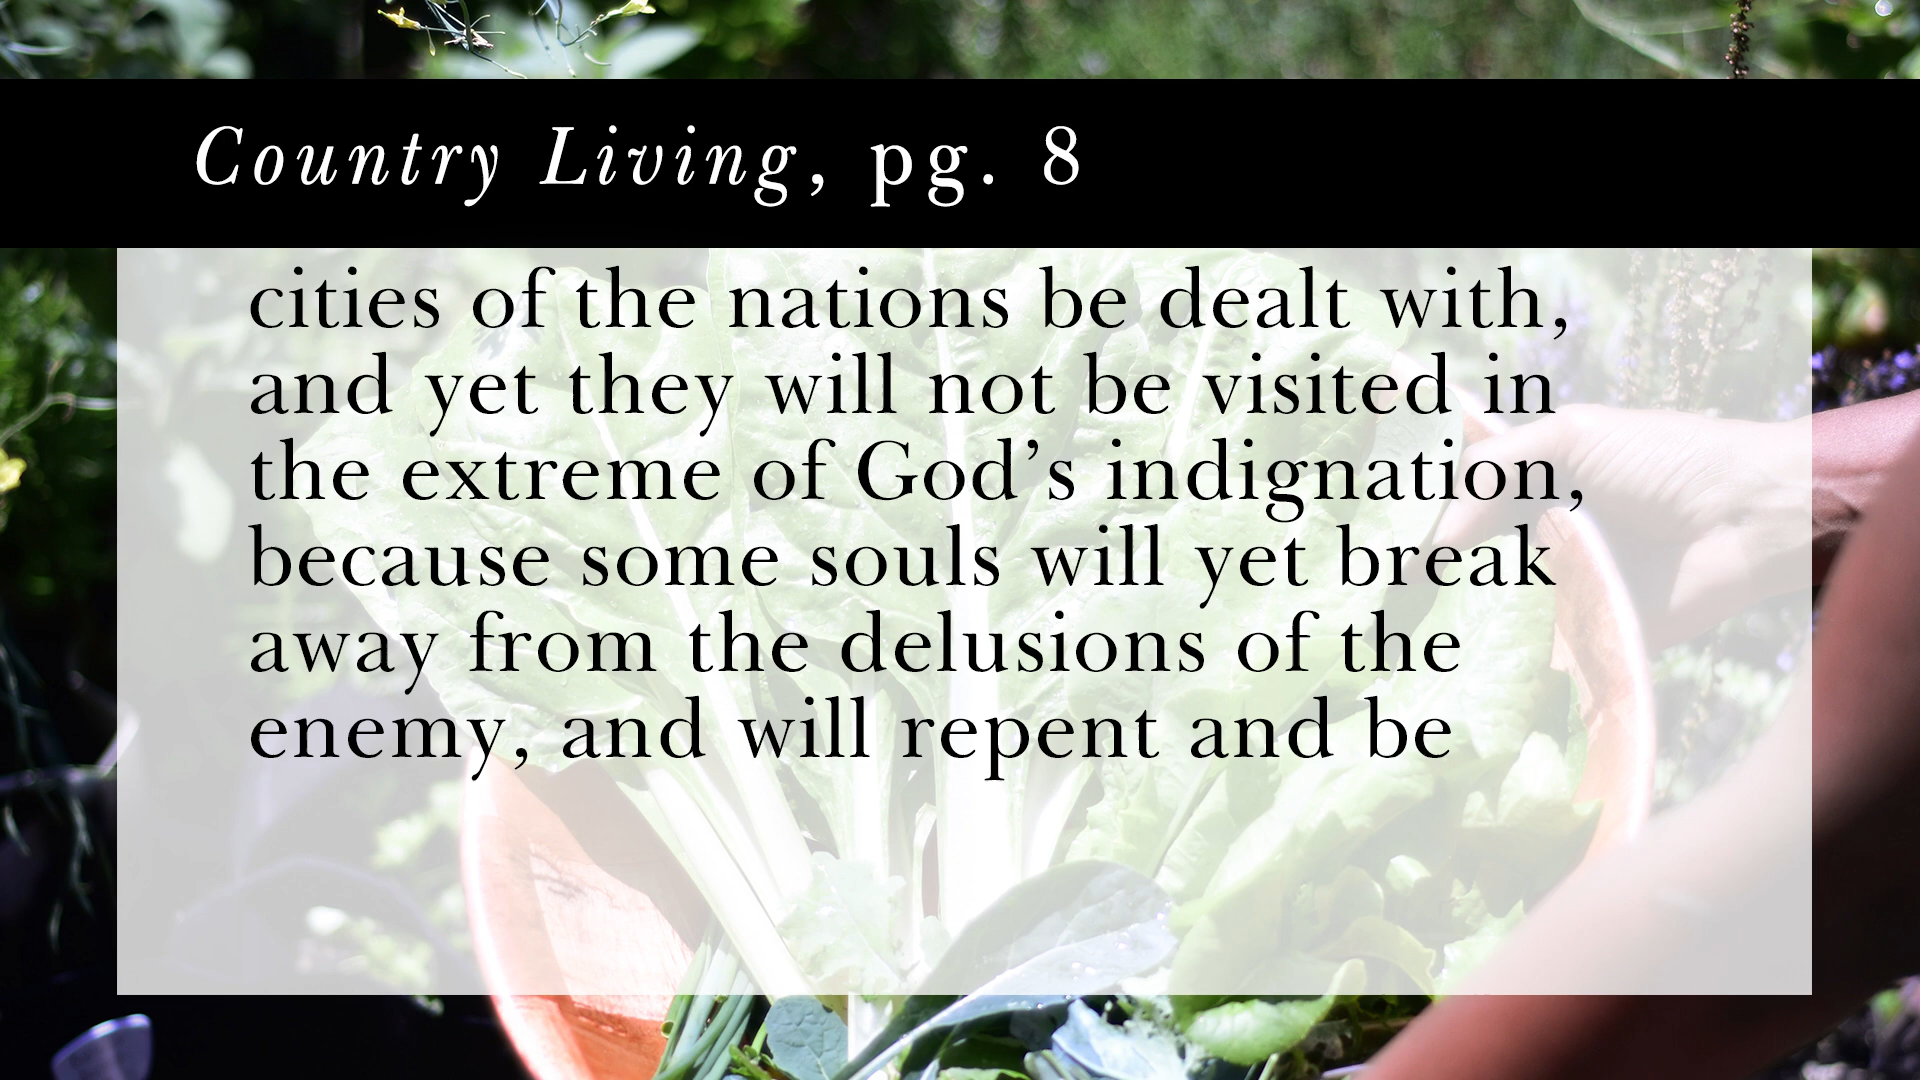 Country Living, pg. 8
cities of the nations be dealt with,
and yet they will not be visited in
the extreme of God’s indignation,
because some souls will yet break
away from the delusions of the
enemy, and will repent and be